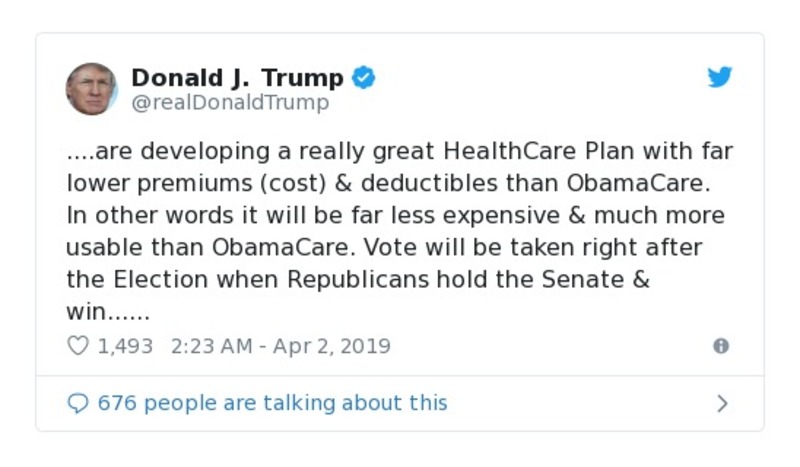 Donald J. Trump
@realDonaldTrump
....are developing a really great HealthCare Plan with far
lower premiums (cost) & deductibles than ObamaCare.
In other words it will be far less expensive & much more
usable than ObamaCare. Vote will be taken right after
the Election when Republicans hold the Senate &
win......
1,493 2:23 AM - Apr 2, 2019
676 people are talking about this